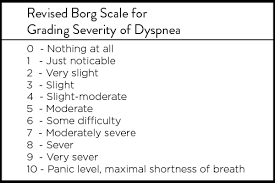 Revised Borg Scale for
Grading Severity of Dyspnea
0 - Nothing at all
1 - Just noticable
2 - Very slight
3 - Slight
4 - Slight-moderate
5 - Moderate
6 - Some difficulty
7 - Moderately severe
8 - Sever
9 - Very sever
10 - Panic level, maximal shortness of breath